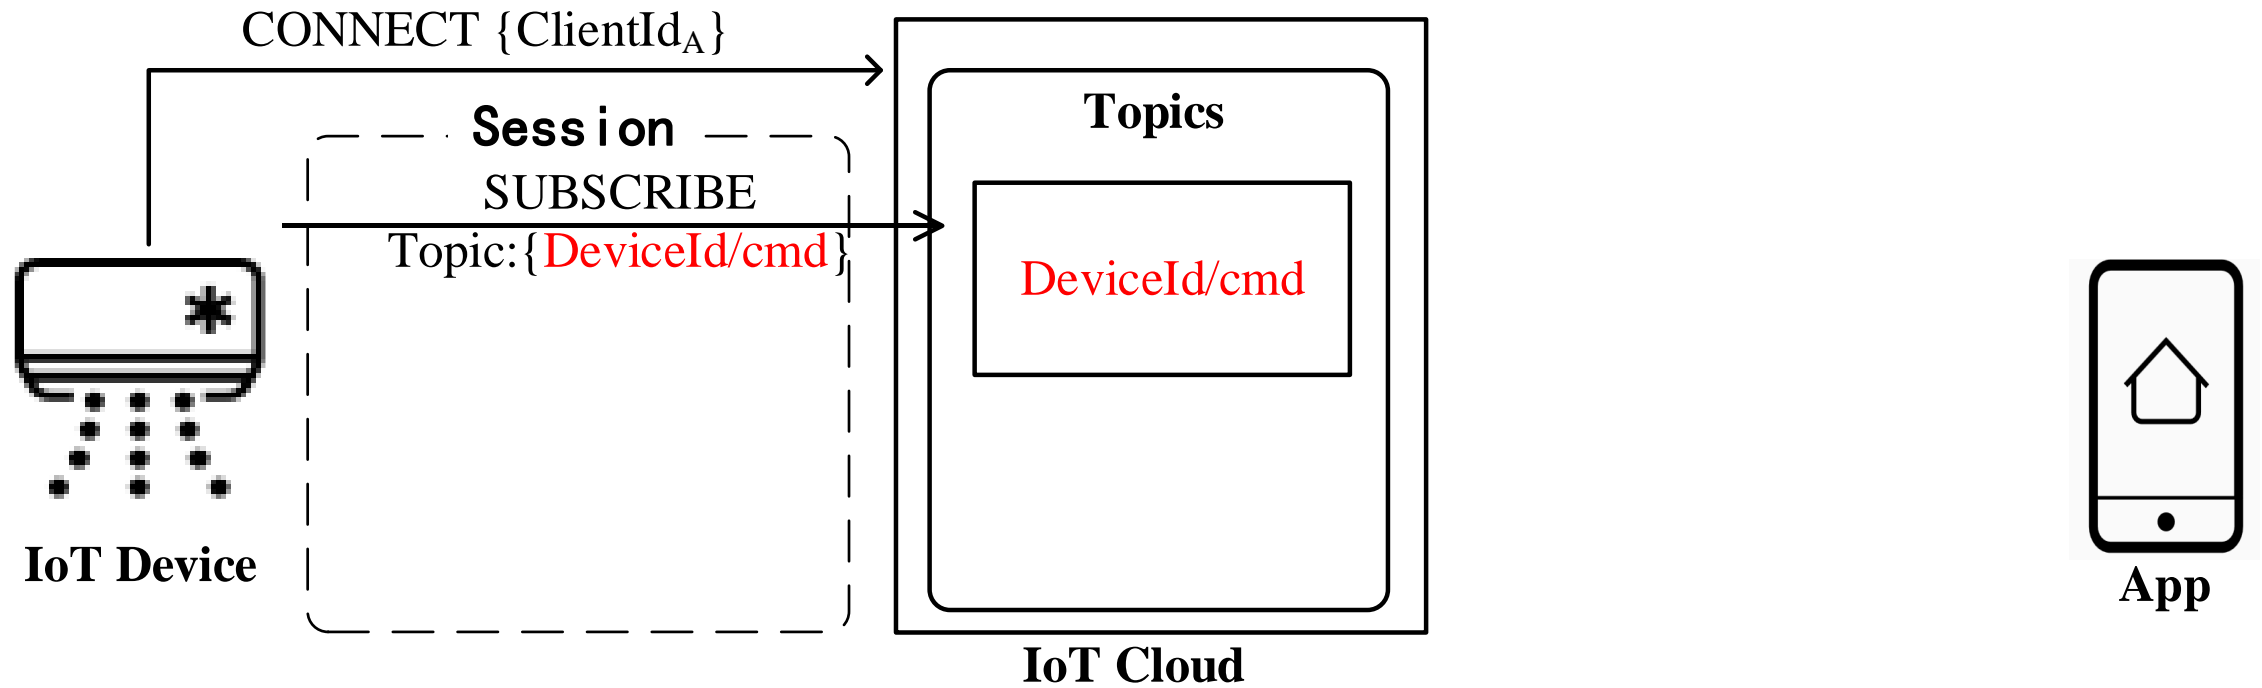 CONNECT {ClientIdA}
Session
SUBSCRIBE
Topic:{DeviceId/cmd}
Topics
DeviceId/cmd
IoT Device
IoT Cloud
App